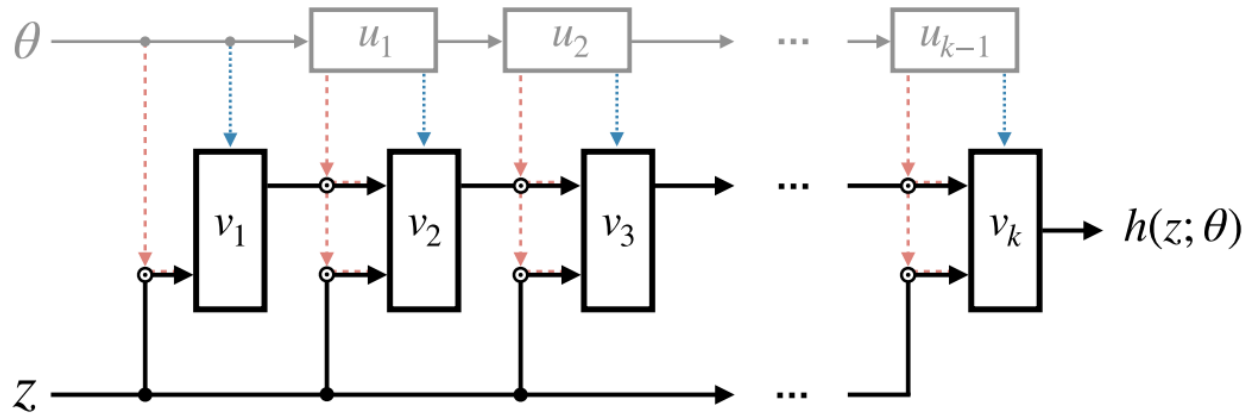 θ u₁ u₂ ... uₖ₋₁
v₁ v₂ v₃ ... vₖ h(z; θ)
z ...